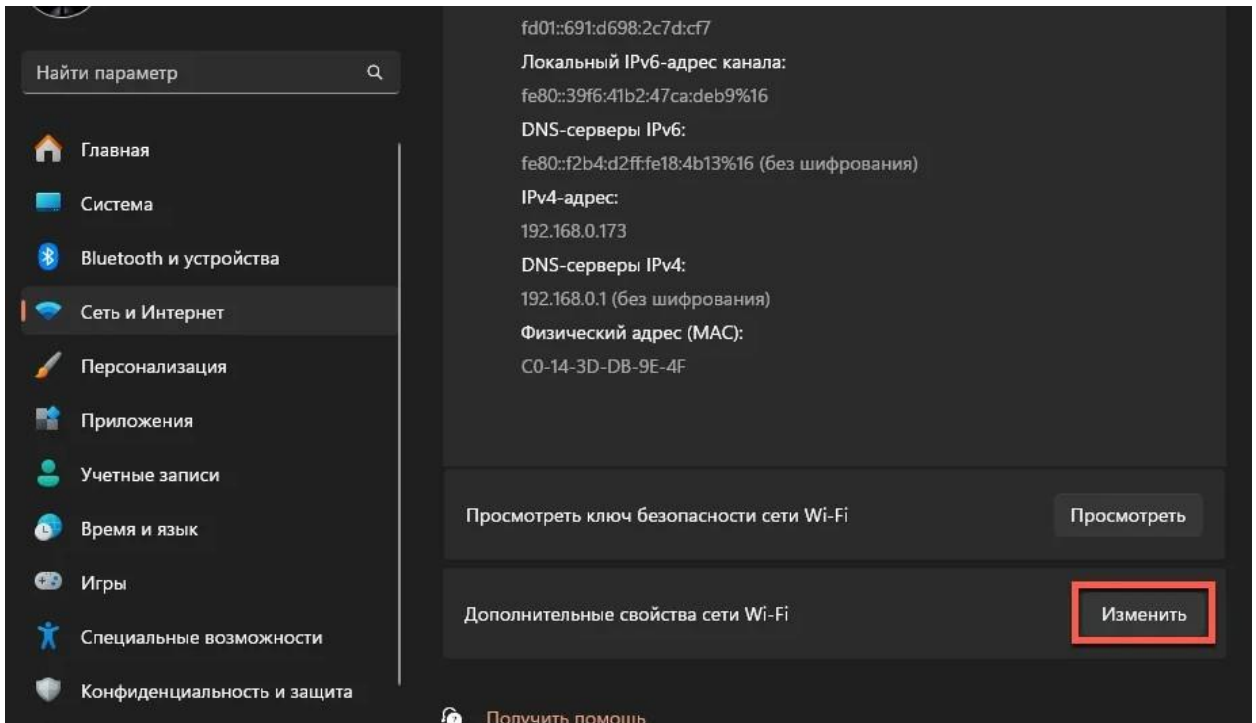 Найти параметр
Главная
Система
Bluetooth и устройства
Сеть и Интернет
Персонализация
Приложения
Учетные записи
Время и язык
Игры
Специальные возможности
Конфиденциальность и защита
fd01::691:d698:2c7d:cf7
Локальный IPv6-адрес канала:
fe80::39f6:41b2:47ca:deb9%16
DNS-серверы IPv6:
fe80::f2b4:d2ff:fe18:4b13%16 (без шифрования)
IPv4-адрес:
192.168.0.173
DNS-серверы IPv4:
192.168.0.1 (без шифрования)
Физический адрес (MAC):
C0-14-3D-DB-9E-4F
Просмотреть ключ безопасности сети Wi-Fi
Просмотреть
Дополнительные свойства сети Wi-Fi
Изменить
Получить помощь